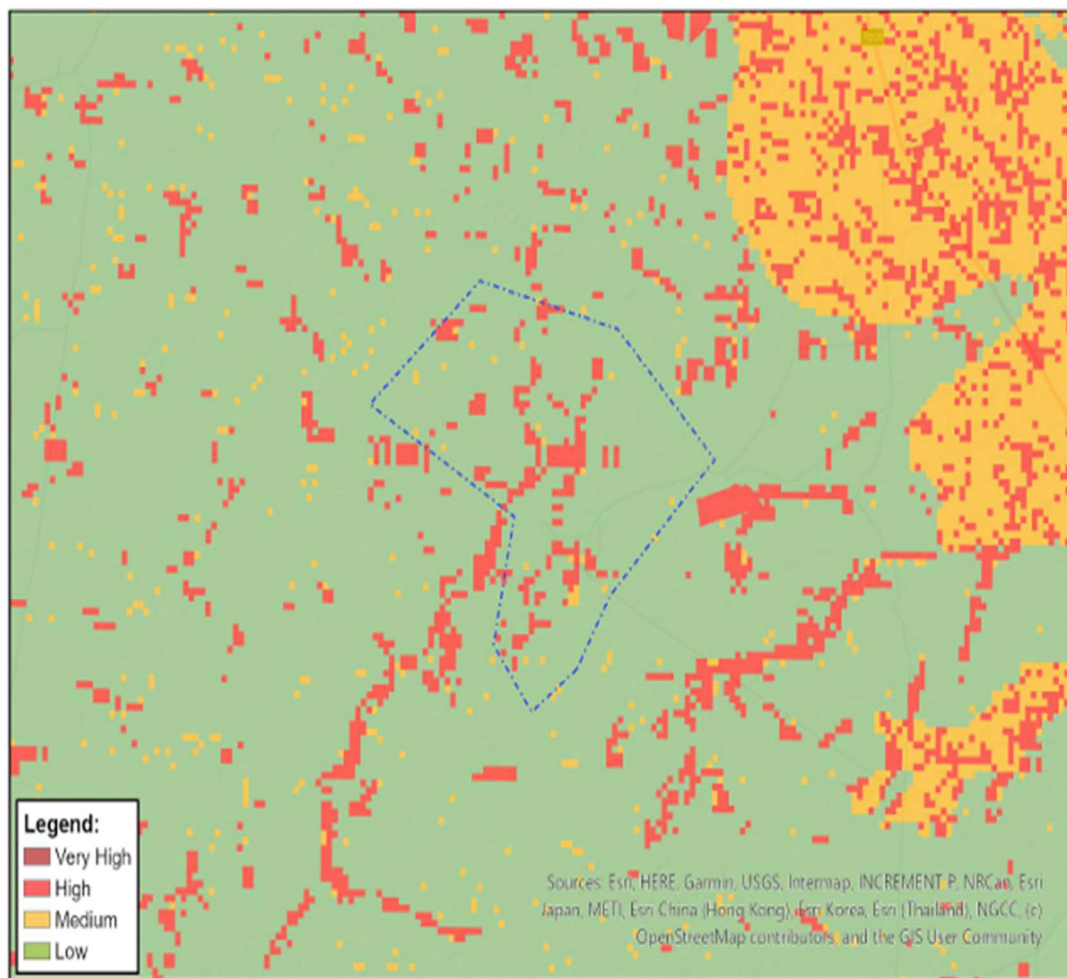 Legend:
Very High
High
Medium
Low
Sources: Esri, HERE, Garmin, USGS, Intermap, INCREMENT P, NRCan, Esri
Japan, METI, Esri China (Hong Kong), Esri Korea, Esri (Thailand), NGCC, (c)
OpenStreetMap contributors, and the GIS User Community